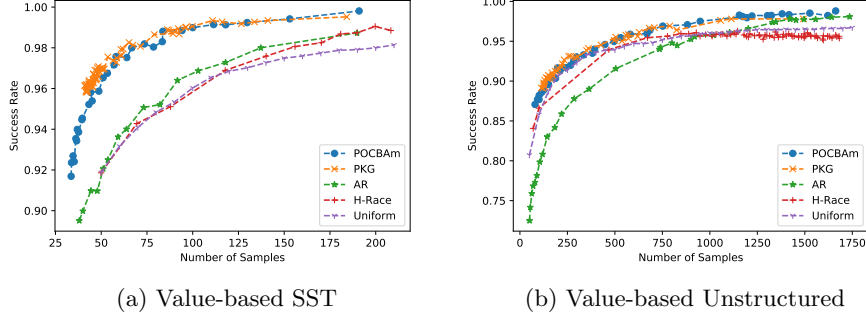 1.00
0.98
0.96
0.94
0.92
0.90
Success Rate
25 50 75 100 125 150 175 200
Number of Samples
POCBAm
PKG
AR
H-Race
Uniform
(a) Value-based SST
1.00
0.95
0.90
0.85
0.80
0.75
Success Rate
0 250 500 750 1000 1250 1500 1750
Number of Samples
POCBAm
PKG
AR
H-Race
Uniform
(b) Value-based Unstructured